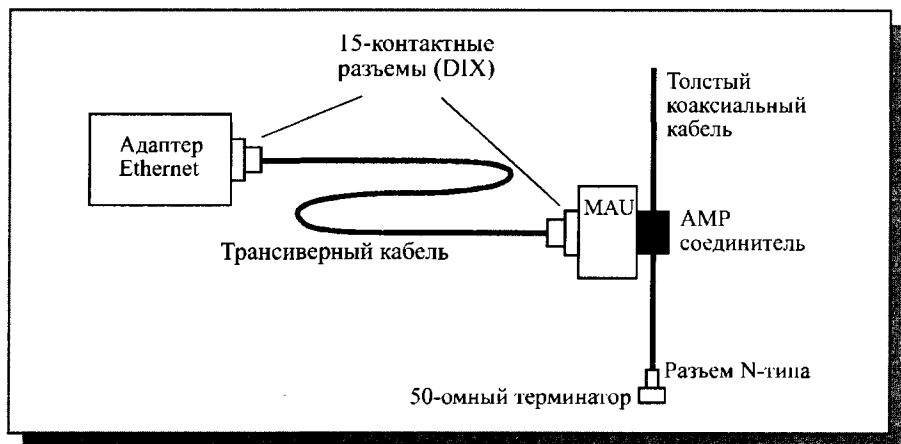 15-контактные
разъемы (DIX)
Толстый
коаксиальный
кабель
Адаптер
Ethernet
MAU
AMP
соединитель
Трансиверный кабель
Разъем N-типа
50-омный терминатор